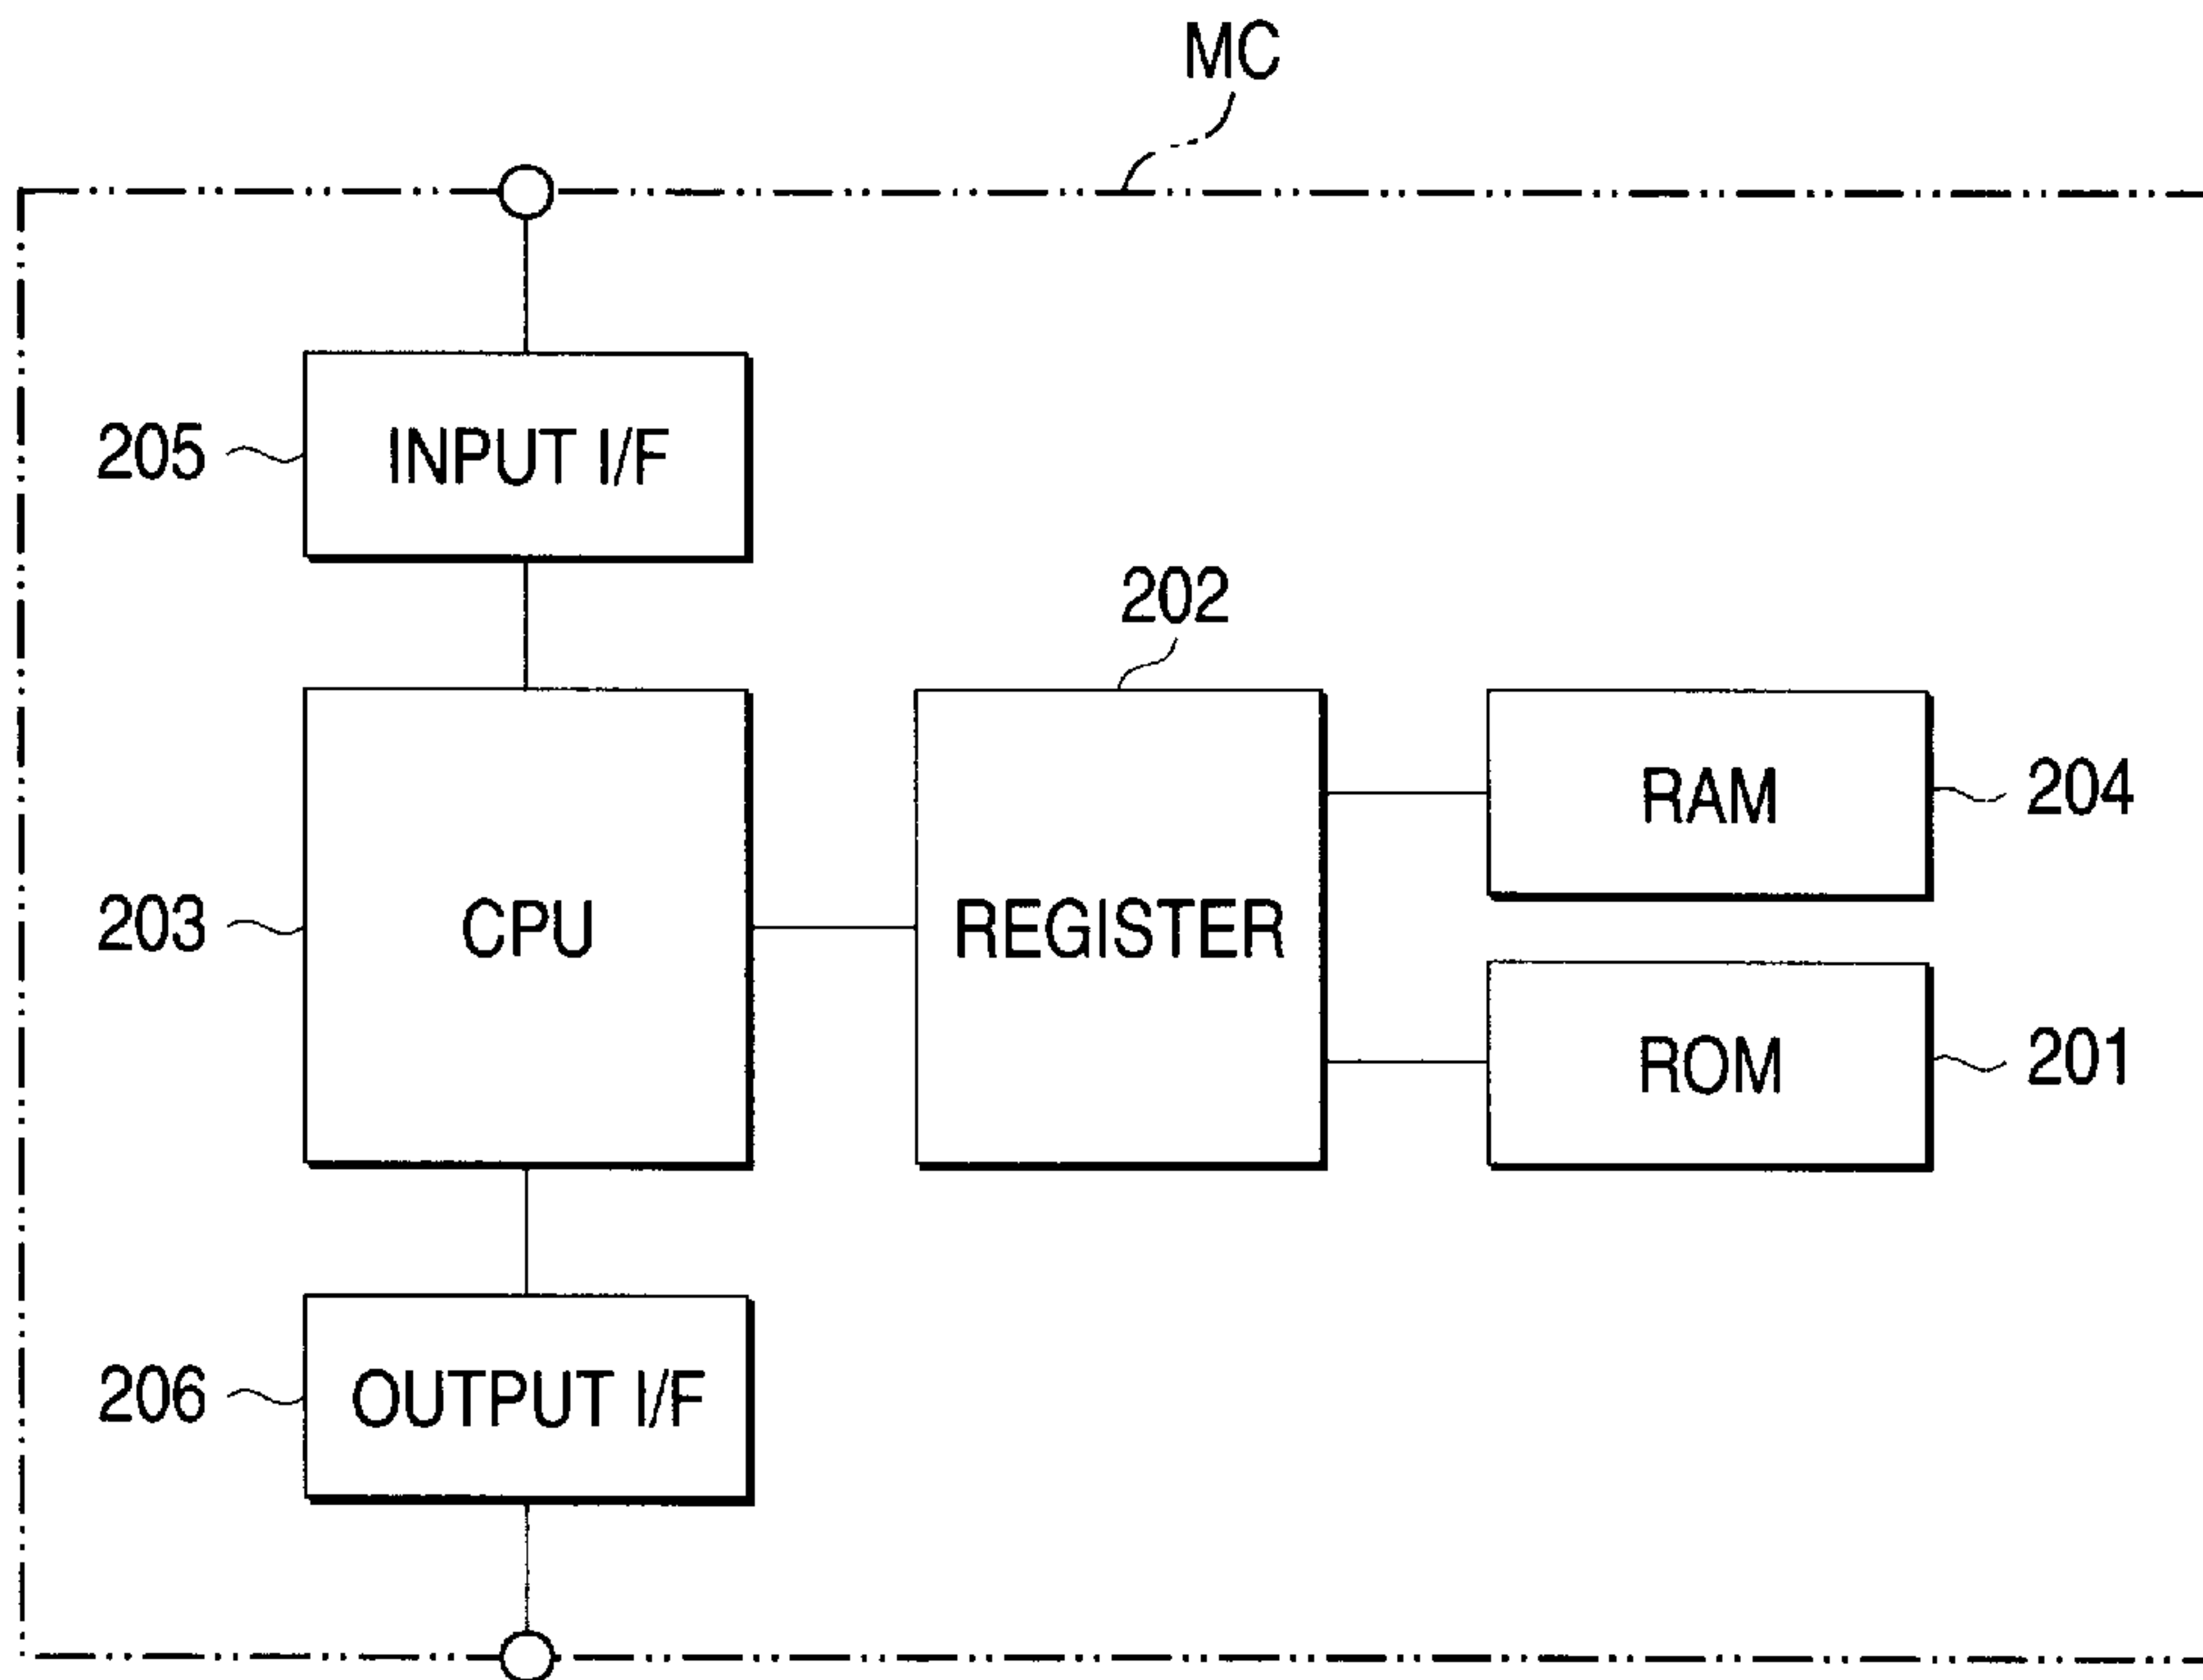 MC
205
INPUT I/F
202
203
CPU
REGISTER
RAM
204
ROM
201
206
OUTPUT I/F